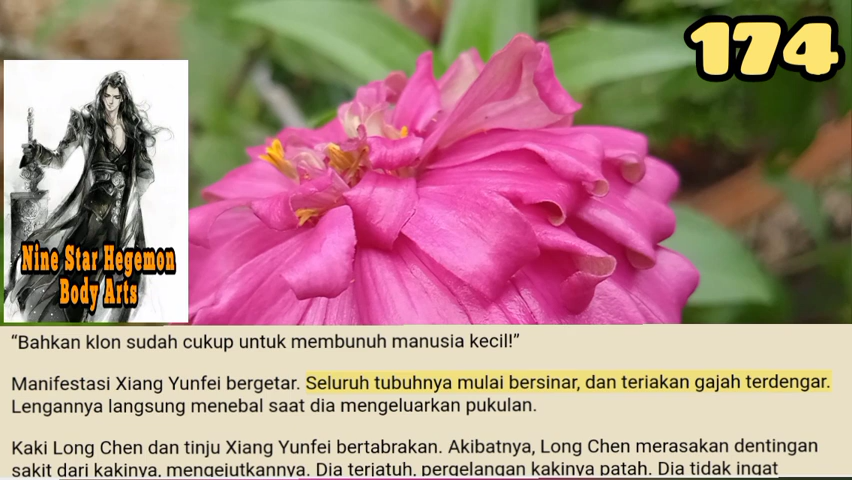 174
Nine Star Hegemon
Body Arts
“Bahkan klon sudah cukup untuk membunuh manusia kecil!”
Manifestasi Xiang Yunfei bergetar. Seluruh tubuhnya mulai bersinar, dan teriakan gajah terdengar.
Lengannya langsung menebal saat dia mengeluarkan pukulan.
Kaki Long Chen dan tinju Xiang Yunfei bertabrakan. Akibatnya, Long Chen merasakan dentingan
sakit dari kakinya, mengejutkannya. Dia terjatuh, pergelangan kakinya patah. Dia tidak ingat